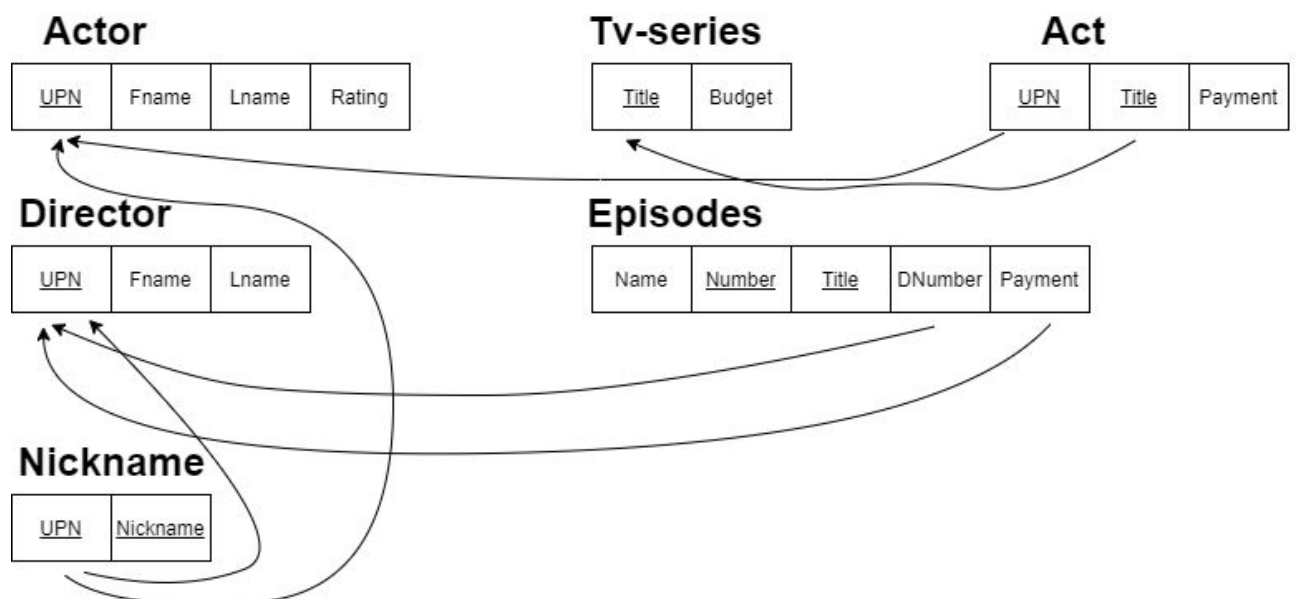 Actor
UPN Fname Lname Rating
Tv-series
Title Budget
Act
UPN Title Payment
Director
UPN Fname Lname
Episodes
Name Number Title DNumber Payment
Nickname
UPN Nickname